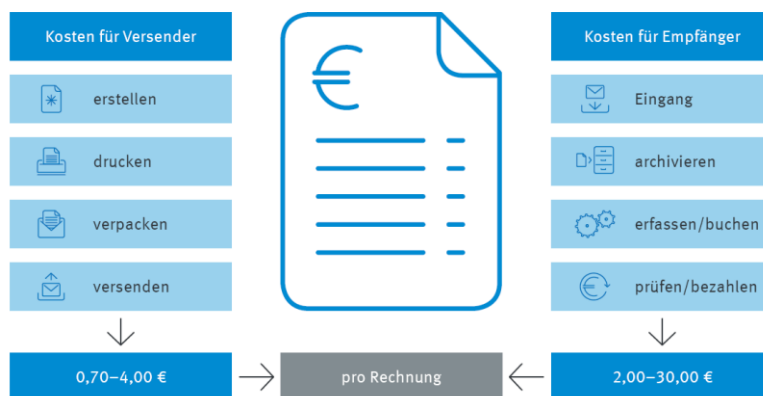 Kosten für Versender
erstellen
drucken
verpacken
versenden
0,70–4,00 €
€
pro Rechnung
Kosten für Empfänger
Eingang
archivieren
erfassen/buchen
prüfen/bezahlen
2,00–30,00 €